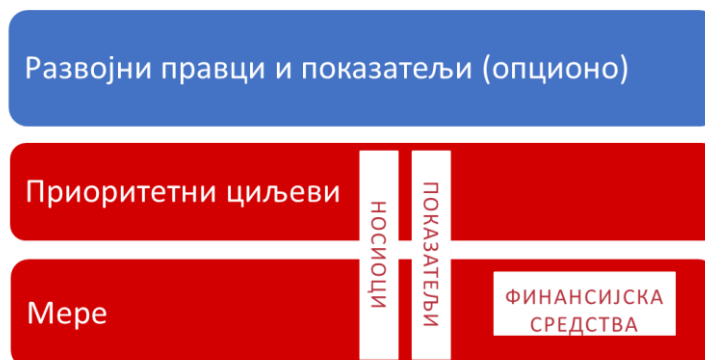 Развојни правци и показатељи (опционо)
Приоритетни циљеви
НОСИОЦИ
ПОКАЗАТЕЉИ
Мере
ФИНАНСИЈСКА
СРЕДСТВА